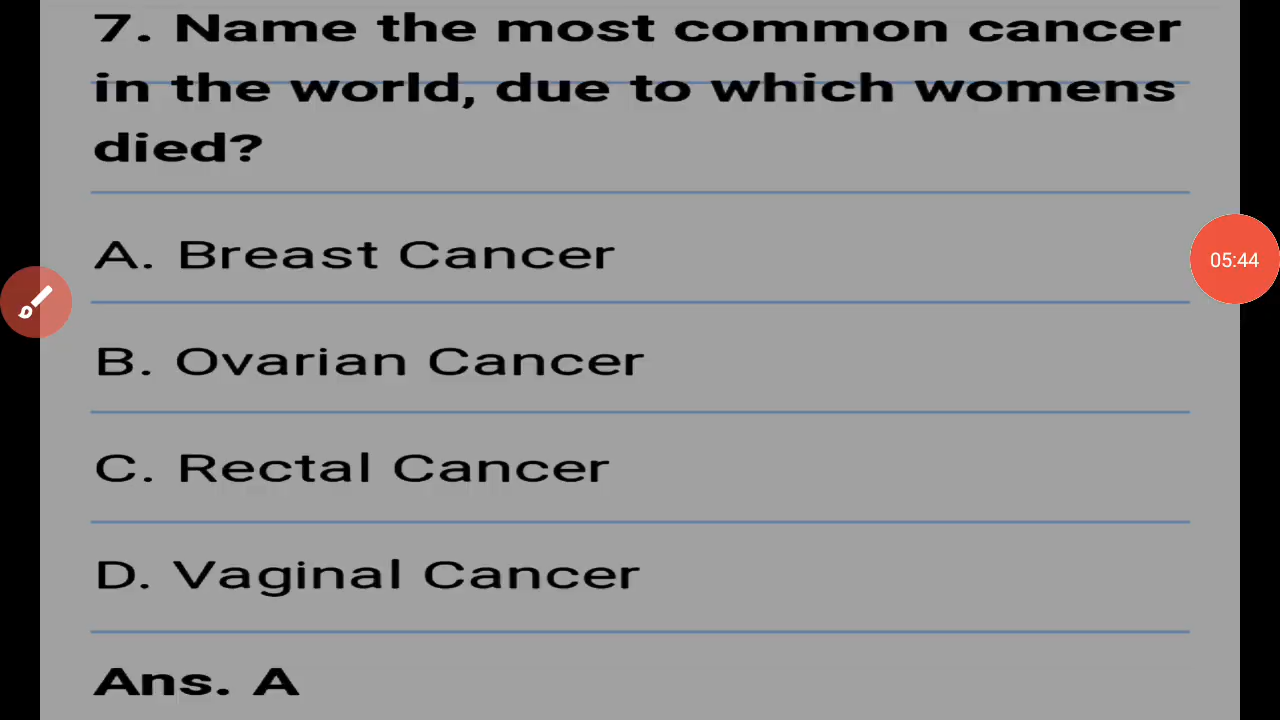 7. Name the most common cancer
in the world, due to which womens
died?
A. Breast Cancer
05:44
B. Ovarian Cancer
C. Rectal Cancer
D. Vaginal Cancer
Ans. A